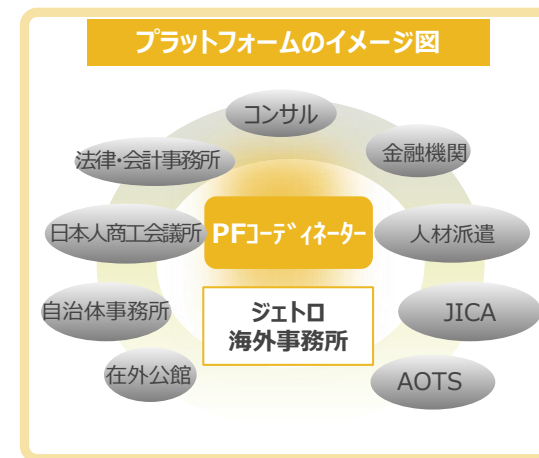 プラットフォームのイメージ図
コンサル
法律・会計事務所
金融機関
日本人商工会議所
PFコーディネーター
人材派遣
自治体事務所
ジェトロ
海外事務所
JICA
在外公館
AOTS